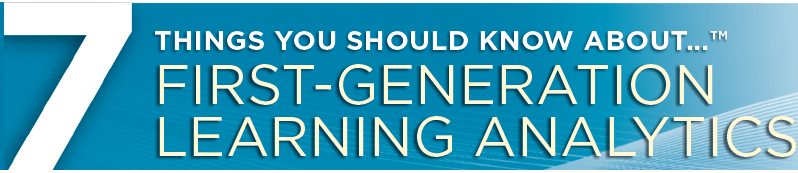 7
THINGS YOU SHOULD KNOW ABOUT...™
FIRST-GENERATION
LEARNING ANALYTICS